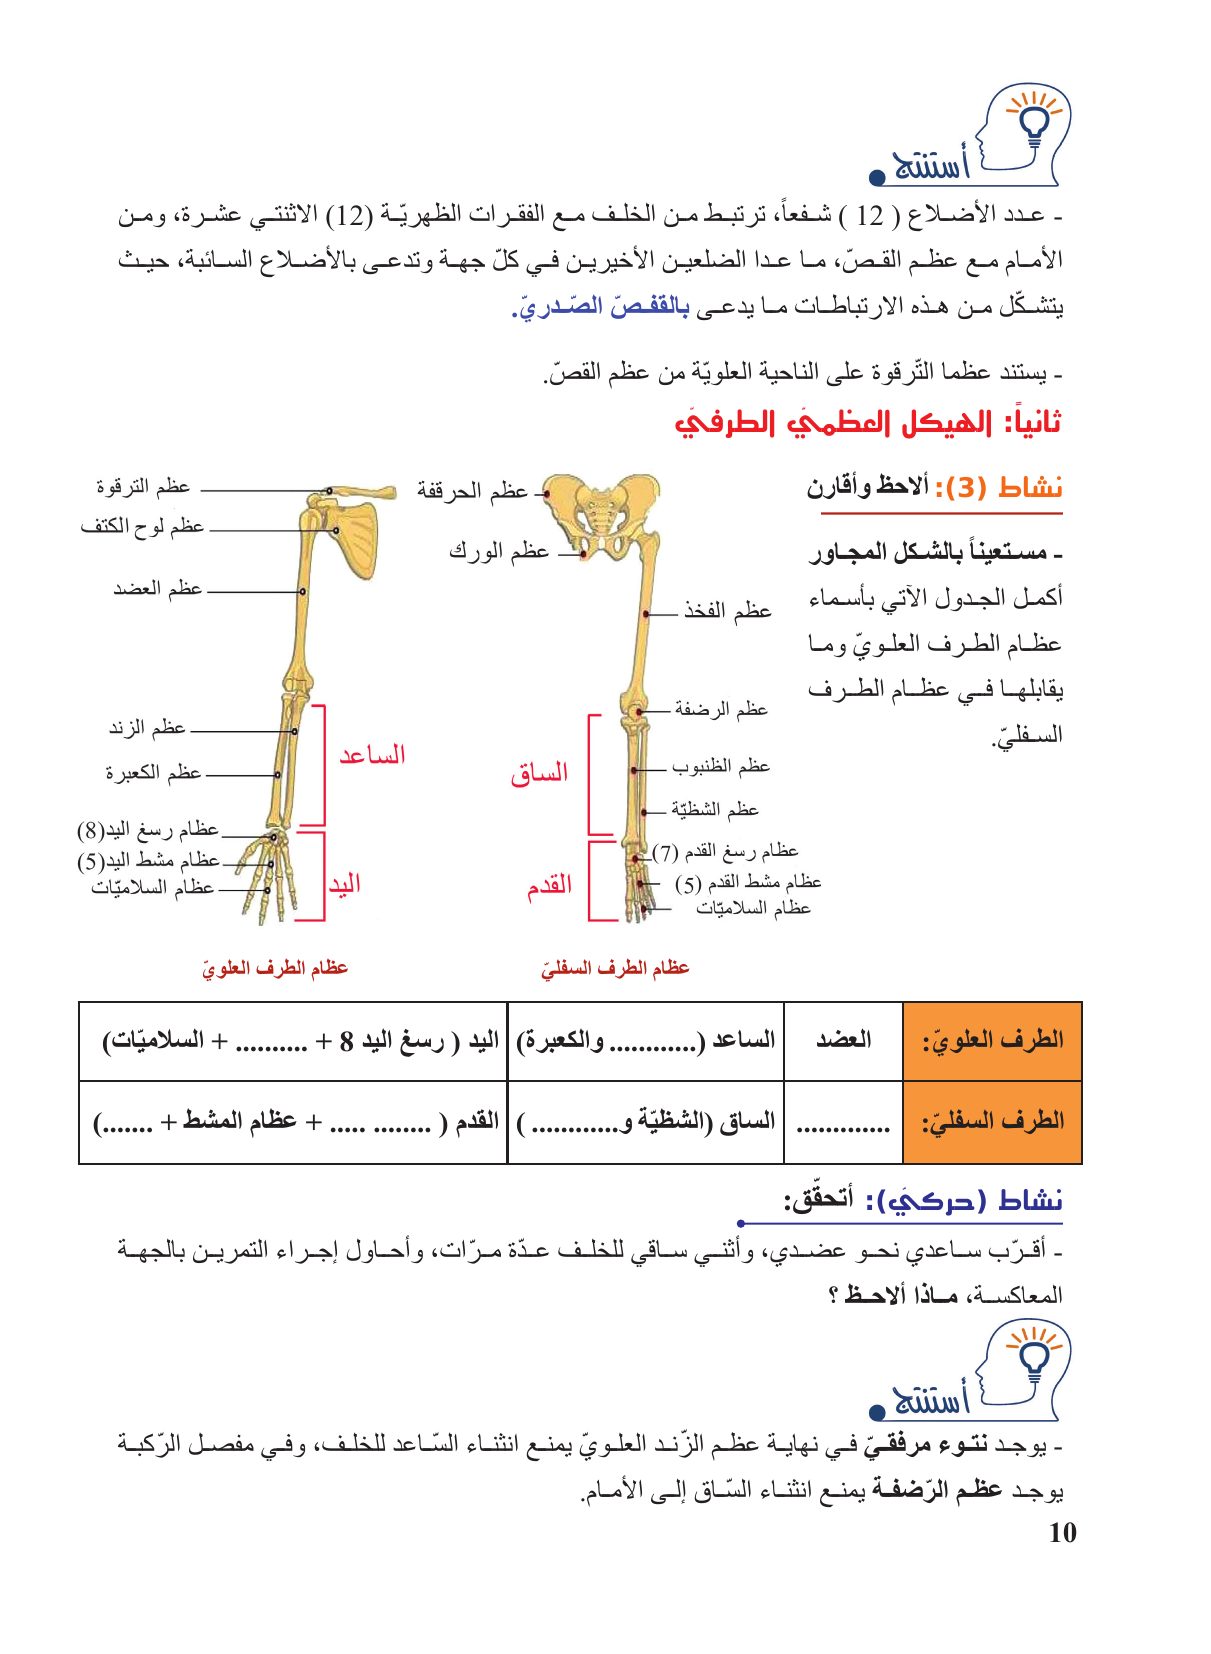 أستنتج
- عدد الأضلاع ( 12 ) شفعاً، ترتبط من الخلف مع الفقرات الظهريّة (12) الاثنتي عشرة، ومن
الأمام مع عظم القصّ، ما عدا الضلعين الأخيرين في كلّ جهة وتدعى بالأضلاع السائبة، حيث
يتشكّل من هذه الارتباطات ما يدعى بالقفصّ الصّدريّ.
- يستند عظما التّرقوة على الناحية العلويّة من عظم القصّ.
ثانياً: الهيكل العظميّ الطرفيّ
نشاط (3): ألاحظ وأقارن
- مستعيناً بالشكل المجاور
أكمل الجدول الآتي بأسماء
عظام الطرف العلويّ وما
يقابلها في عظام الطرف
السفليّ.
عظم الحرقفة
عظم الورك
عظم الفخذ
عظم الرضفة
عظم الظنبوب
الساق
عظم الشظيّة
عظام رسغ القدم (7)
عظام مشط القدم (5)
القدم
عظام السلاميّات
عظام الطرف السفليّ
عظم الترقوة
عظم لوح الكتف
عظم العضد
عظم الزند
الساعد
عظم الكعبرة
عظام رسغ اليد(8)
عظام مشط اليد(5)
عظام السلاميّات
اليد
عظام الطرف العلويّ
الطرف العلويّ: العضد الساعد (............ والكعبرة) اليد ( رسغ اليد 8 + .......... + السلاميّات)
الطرف السفليّ: ............. الساق (الشظيّة و............ ) القدم ( ........ ..... + عظام المشط + .......)
نشاط (حركي): أتحقّق:
- أقرّب ساعدي نحو عضدي، وأثني ساقي للخلف عدّة مرّات، وأحاول إجراء التمرين بالجهة
المعاكسة، ماذا ألاحظ ؟
أستنتج
- يوجد نتوء مرفقيّ في نهاية عظم الزّند العلويّ يمنع انثناء السّاعد للخلف، وفي مفصل الرّكبة
يوجد عظم الرّضفة يمنع انثناء السّاق إلى الأمام.
10